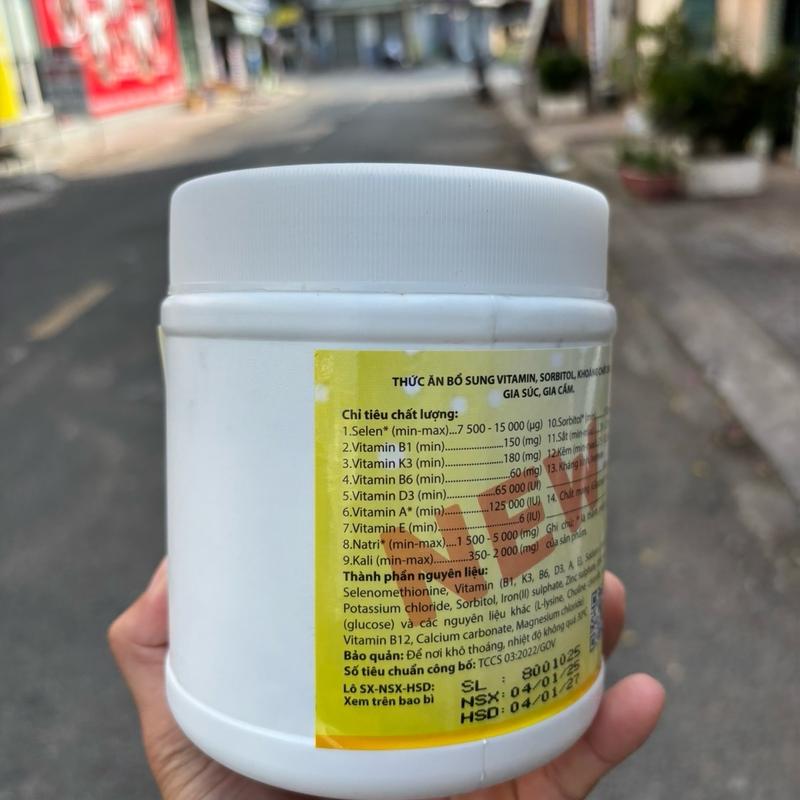 THỨC ĂN BỔ SUNG VITAMIN, SORBITOL,
GIA SÚC, GIA CẦM.
Chỉ tiêu chất lượng:
1.Selen* (min-max)...7 500 - 15 000 (µg)
2.Vitamin B1 (min)......................150 (mg)
3.Vitamin K3 (min)......................180 (mg)
4.Vitamin B6 (min).......................60 (mg)
5.Vitamin D3 (min)..................65 000 (UI)
6.Vitamin A* (min)................125 000 (IU)
7.Vitamin E (min)............................6 (IU)
8.Natri* (min-max)....1 500 - 5 000 (mg)
9.Kali (min-max)............350- 2 000 (mg)
10.Sorbitol*
11.Sắt
12.Kẽm
13.
14. Chất mang
Ghi chú: * là
của sản phẩm.
NEW
Thành phần nguyên liệu:
Selenomethionine, Vitamin (B1, K3, B6, D3, A, E),
Potassium chloride, Sorbitol, Iron(II) sulphate, Zinc sulphate,
(glucose) và các nguyên liệu khác (L-lysine, Choline
Vitamin B12, Calcium carbonate, Magnesium chloride)
Bảo quản: Để nơi khô thoáng, nhiệt độ không quá 30°C
Số tiêu chuẩn công bố: TCCS 03:2022/GOV
Lô SX-NSX-HSD:
Xem trên bao bì
SL : 8001025
NSX: 04/01/25
HSD: 04/01/27